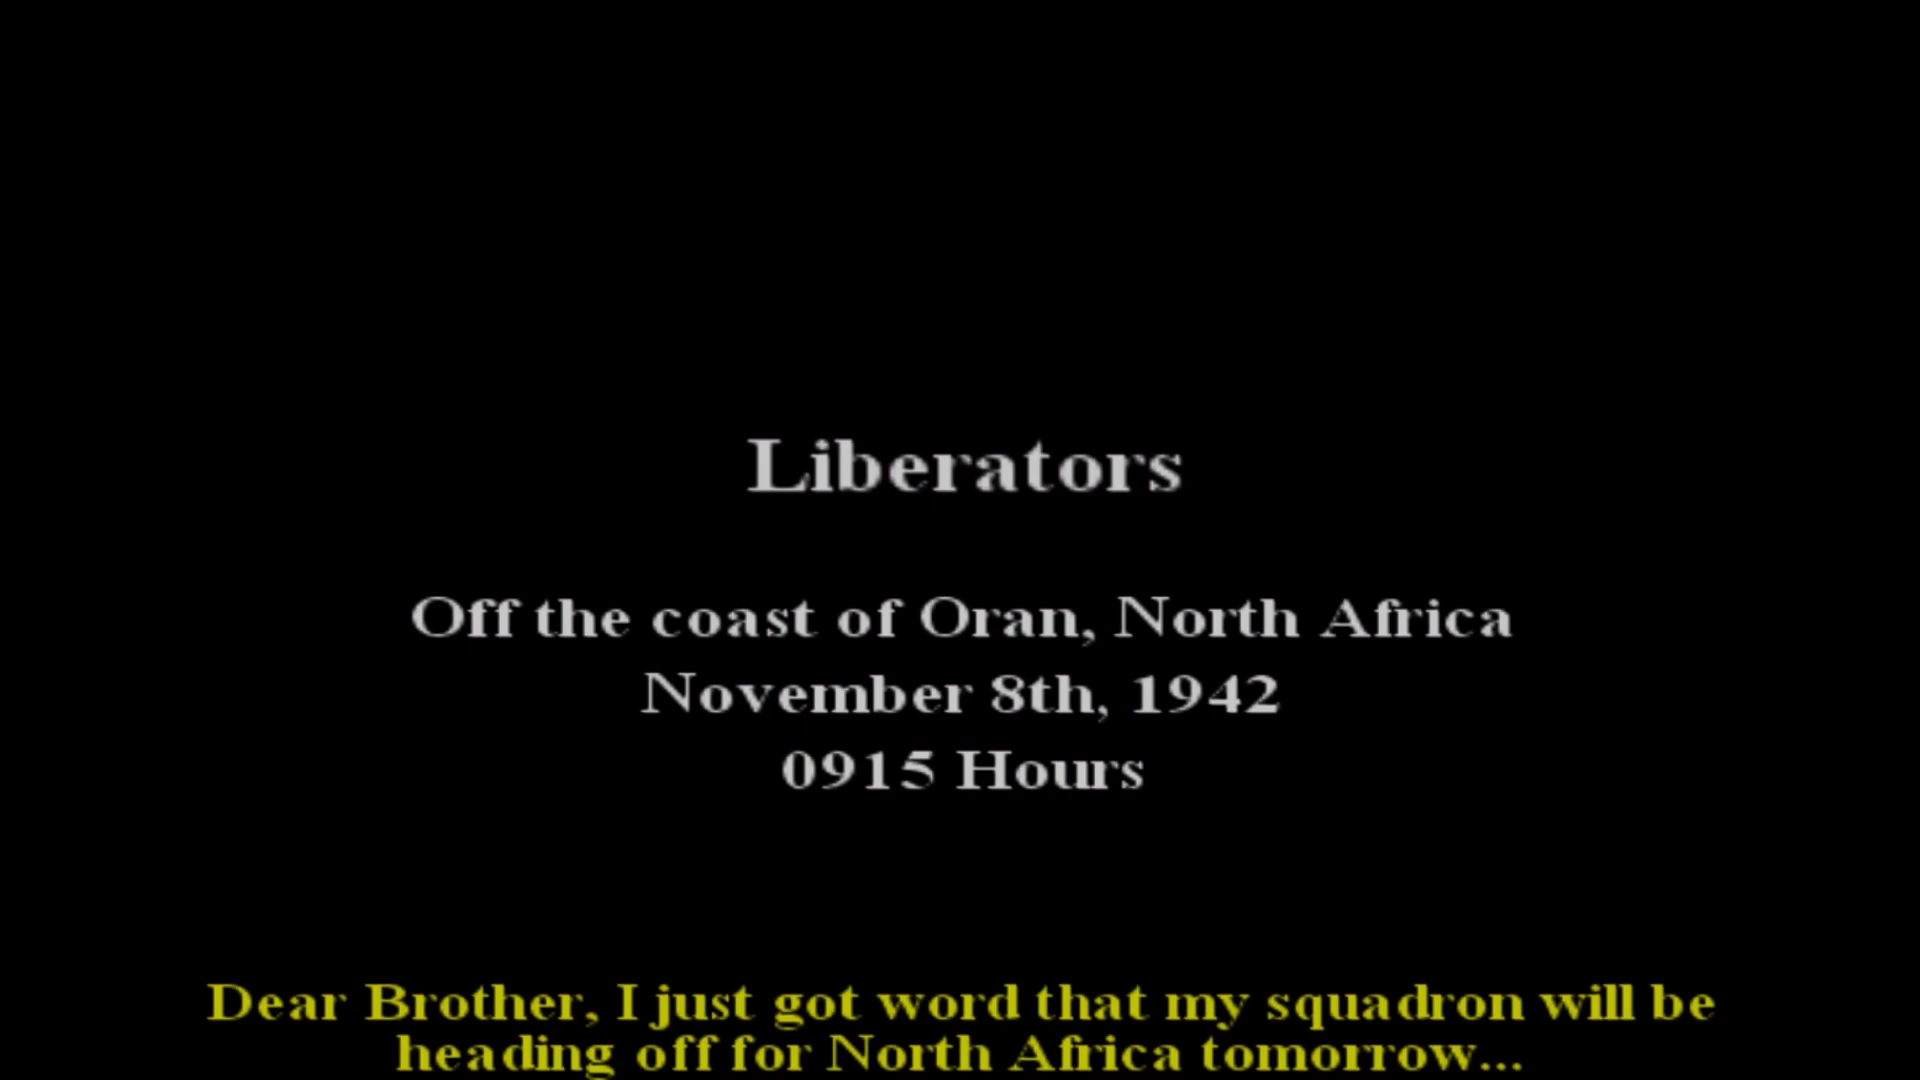 Liberators
Off the coast of Oran, North Africa
November 8th, 1942
0915 Hours
Dear Brother, I just got word that my squadron will be
heading off for North Africa tomorrow...